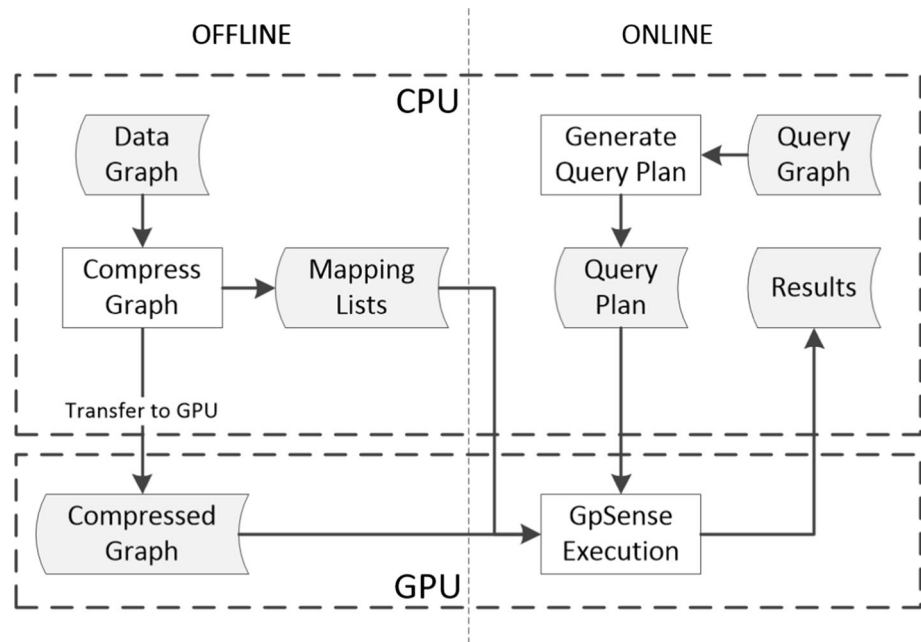 OFFLINE
ONLINE
CPU
Data
Graph
Generate
Query Plan
Query
Graph
Compress
Graph
Mapping
Lists
Query
Plan
Results
Transfer to GPU
Compressed
Graph
GpSense
Execution
GPU